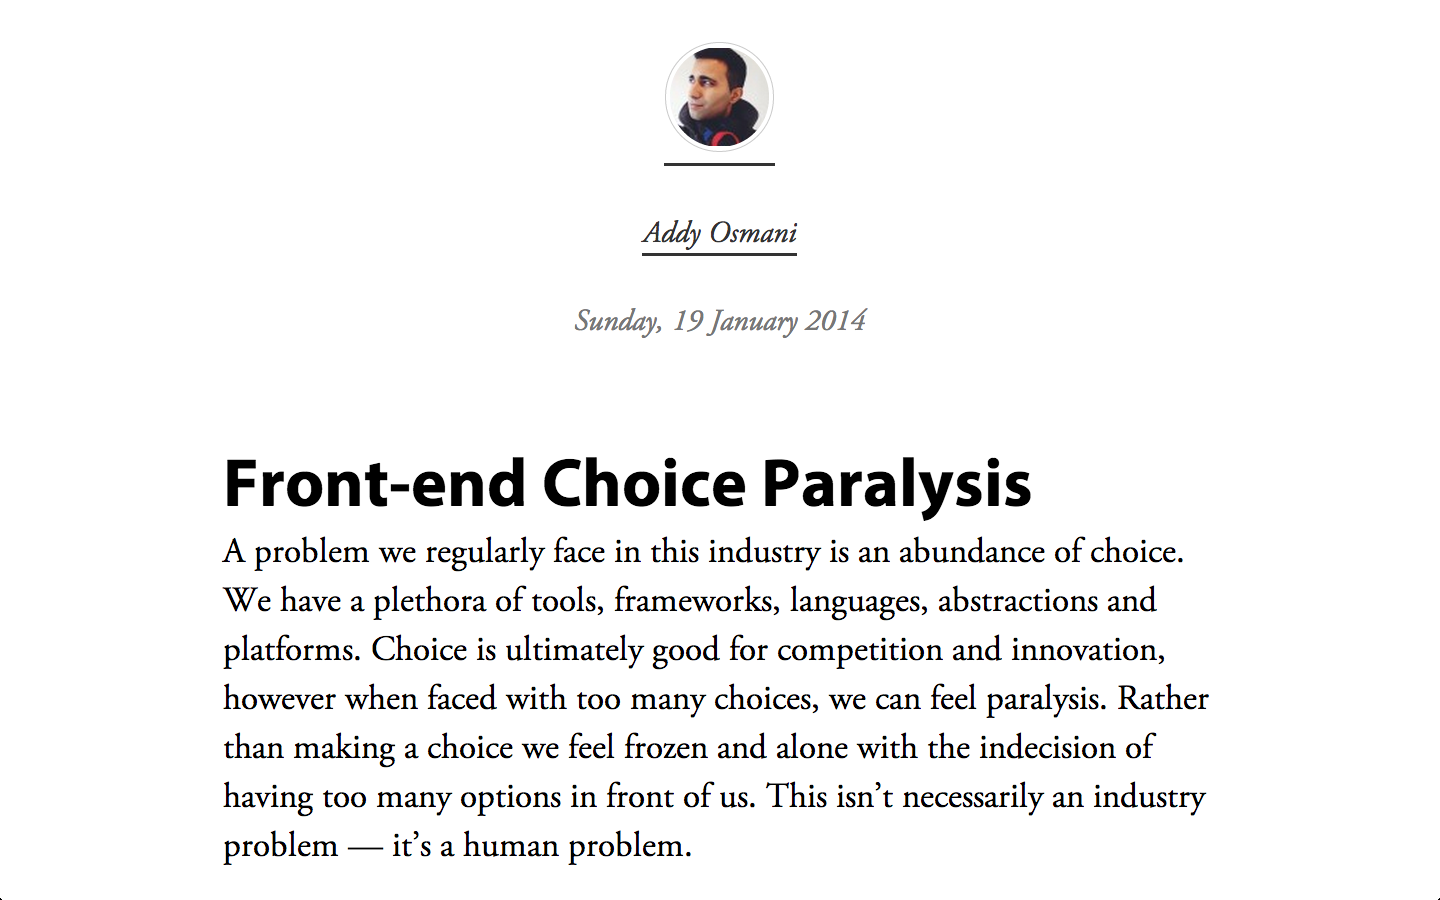 Addy Osmani
Sunday, 19 January 2014
Front-end Choice Paralysis
A problem we regularly face in this industry is an abundance of choice.
We have a plethora of tools, frameworks, languages, abstractions and
platforms. Choice is ultimately good for competition and innovation,
however when faced with too many choices, we can feel paralysis. Rather
than making a choice we feel frozen and alone with the indecision of
having too many options in front of us. This isn’t necessarily an industry
problem — it’s a human problem.